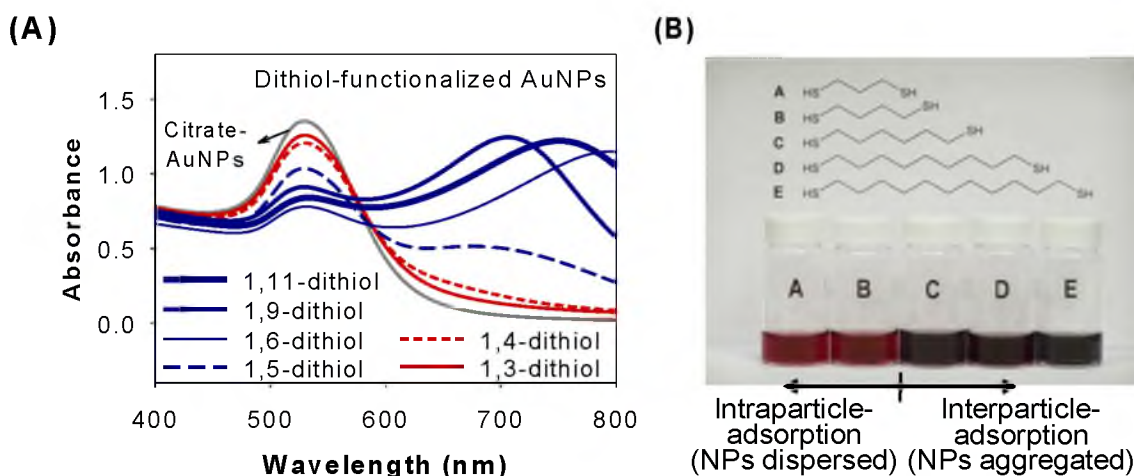 (A)
Dithiol-functionalized AuNPs
Citrate-
AuNPs
1.5
1.0
0.5
0.0
Absorbance
1,11-dithiol
1,9-dithiol
1,6-dithiol
1,5-dithiol
1,4-dithiol
1,3-dithiol
400 500 600 700 800
Wavelength (nm)
(B)
A HS SH
B HS SH
C HS SH
D HS SH
E HS SH
A B C D E
Intraparticle-
adsorption
(NPs dispersed)
Interparticle-
adsorption
(NPs aggregated)